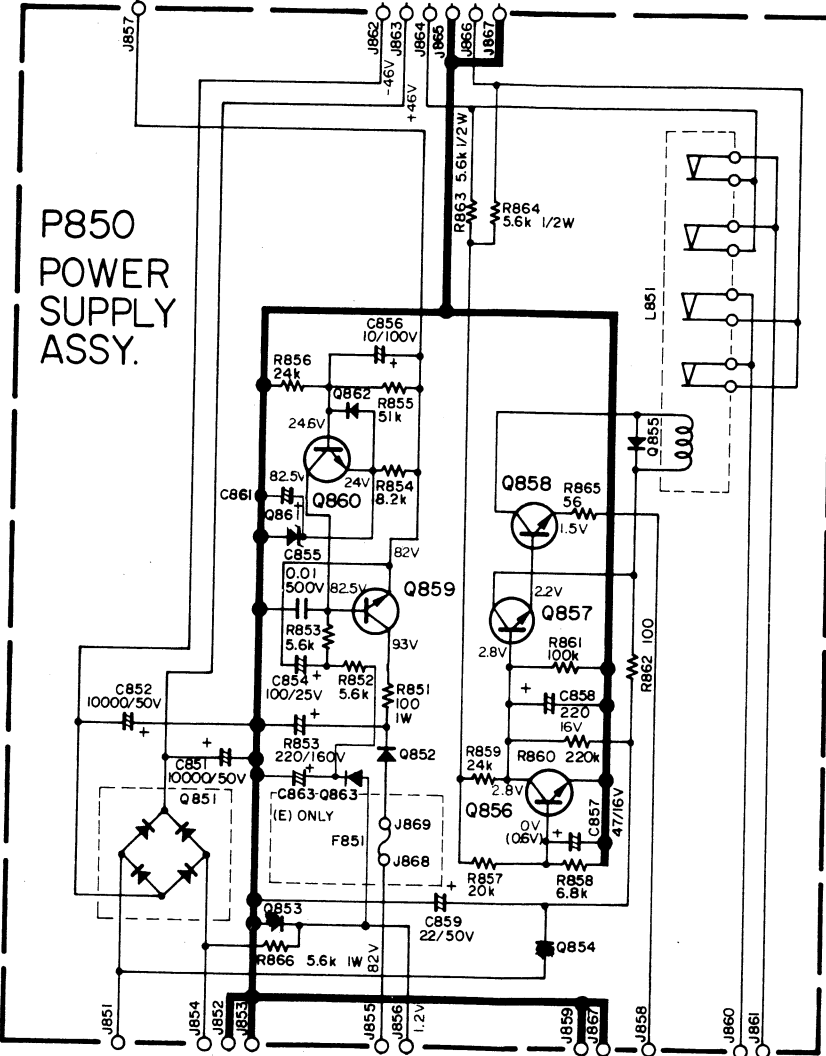 J857
J862
J863
J864
J865
J866
J867
-46V
+46V
P850
POWER
SUPPLY
ASSY.
R863 5.6k 1/2W
R864
5.6k 1/2W
L851
C856
10/100V
+
R856
24k
Q862
R855
51k
24.6V
24V
R854
8.2k
82.5V
C861
Q860
Q861
C855
0.01
500V
82.5V
82V
Q859
93V
R853
5.6k
C854
100/25V
+
R852
5.6k
R851
100
1W
Q855
Q858
R865
56
1.5V
2.2V
Q857
2.8V
R861
100k
R862 100
+
C858
220
16V
C852
10000/50V
+
+
R853
220/160V
Q852
+
C851
10000/50V
+
C863
Q863
R859
24k
R860
220k
2.8V
Q856
0V
(0.6V)
+
C857
47/16V
Q851
(E) ONLY
F851
J869
J868
R857
20k
R858
6.8k
+
C859
22/50V
Q853
R866 5.6k 1W
82V
Q854
1.2V
J851
J854
J852
J853
J855
J856
J859
J867
J858
J860
J861